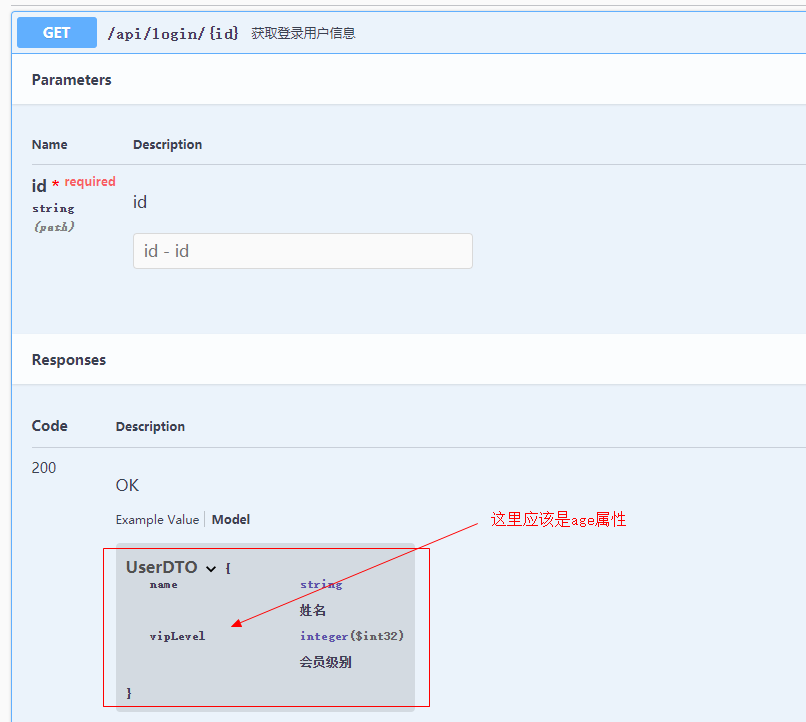 GET /api/login/{id} 获取登录用户信息
Parameters
Name Description
id * required
string
(path)
id
id - id
Responses
Code Description
200
OK
Example Value Model
这里应该是age属性
UserDTO {
name string
姓名
vipLevel integer($int32)
会员级别
}